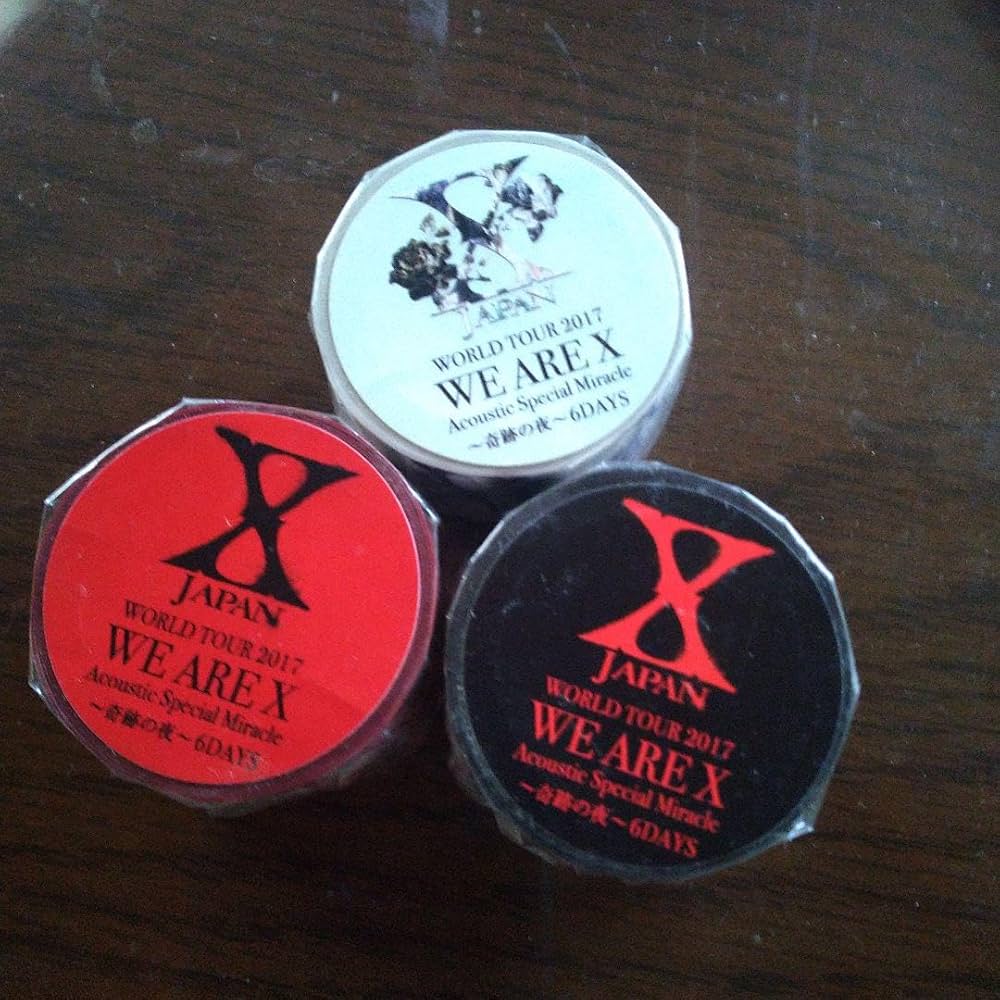 X
JAPAN
WORLD TOUR 2017
WE ARE X
Acoustic Special Miracle
～奇跡の夜～6DAYS
X
JAPAN
WORLD TOUR 2017
WE ARE X
Acoustic Special Miracle
～奇跡の夜～6DAYS
X
JAPAN
WORLD TOUR 2017
WE ARE X
Acoustic Special Miracle
～奇跡の夜～6DAYS